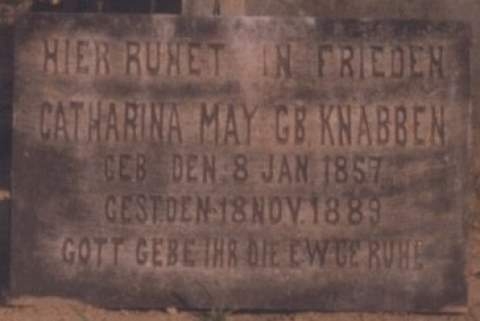 HIER RUHET IN FRIEDEN
CATHARINA MAY GB. KNABBEN
GEB DEN 8 JAN. 1857
GEST.DEN 18 NOV. 1889
GOTT GEBE IHR DIE EWGE RUHE